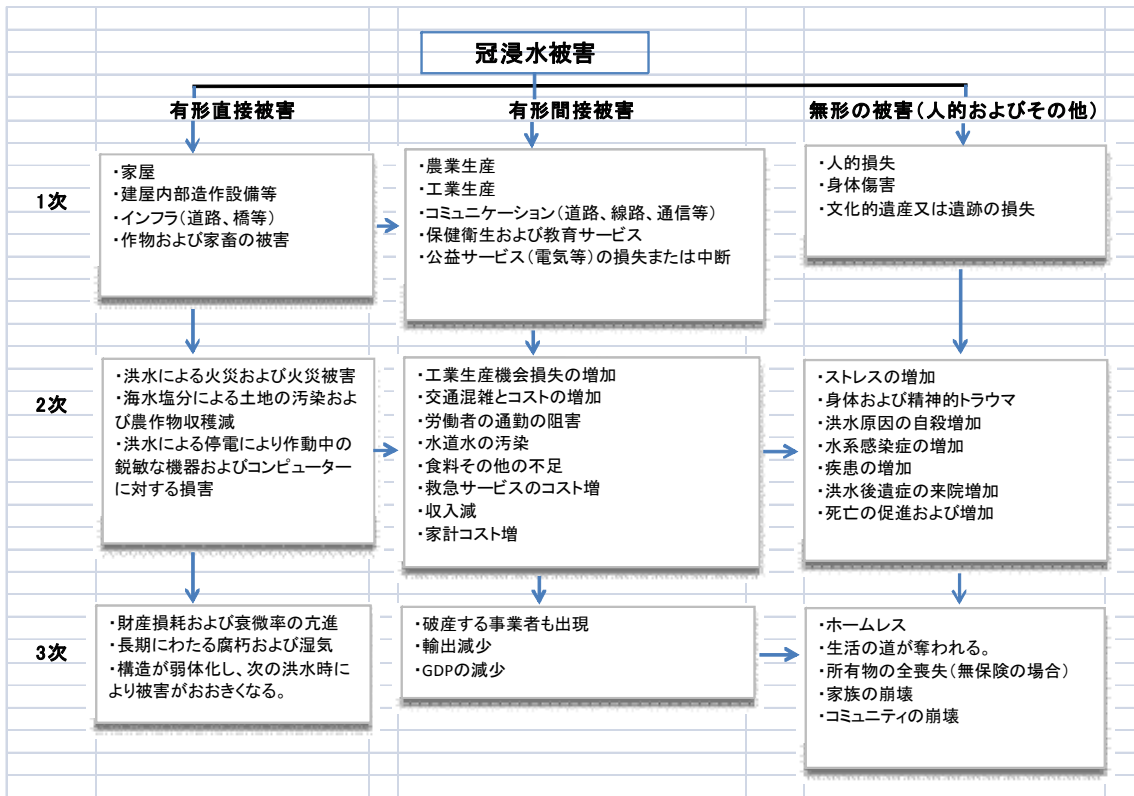 冠浸水被害
有形直接被害
有形間接被害
無形の被害(人的およびその他)
1次
・家屋
・建屋内部造作設備等
・インフラ(道路、橋等)
・作物および家畜の被害
・農業生産
・工業生産
・コミュニケーション(道路、線路、通信等)
・保健衛生および教育サービス
・公益サービス(電気等)の損失または中断
・人的損失
・身体傷害
・文化的遺産又は遺跡の損失
2次
・洪水による火災および火災被害
・海水塩分による土地の汚染およ
び農作物収穫減
・洪水による停電により作動中の
鋭敏な機器およびコンピューター
に対する損害
・工業生産機会損失の増加
・交通混雑とコストの増加
・労働者の通勤の阻害
・水道水の汚染
・食料その他の不足
・救急サービスのコスト増
・収入減
・家計コスト増
・ストレスの増加
・身体および精神的トラウマ
・洪水原因の自殺増加
・水系感染症の増加
・疾患の増加
・洪水後遺症の来院増加
・死亡の促進および増加
3次
・財産損耗および衰微率の亢進
・長期にわたる腐朽および湿気
・構造が弱体化し、次の洪水時に
より被害がおおきくなる。
・破産する事業者も出現
・輸出減少
・GDPの減少
・ホームレス
・生活の道が奪われる。
・所有物の全喪失(無保険の場合)
・家族の崩壊
・コミュニティの崩壊